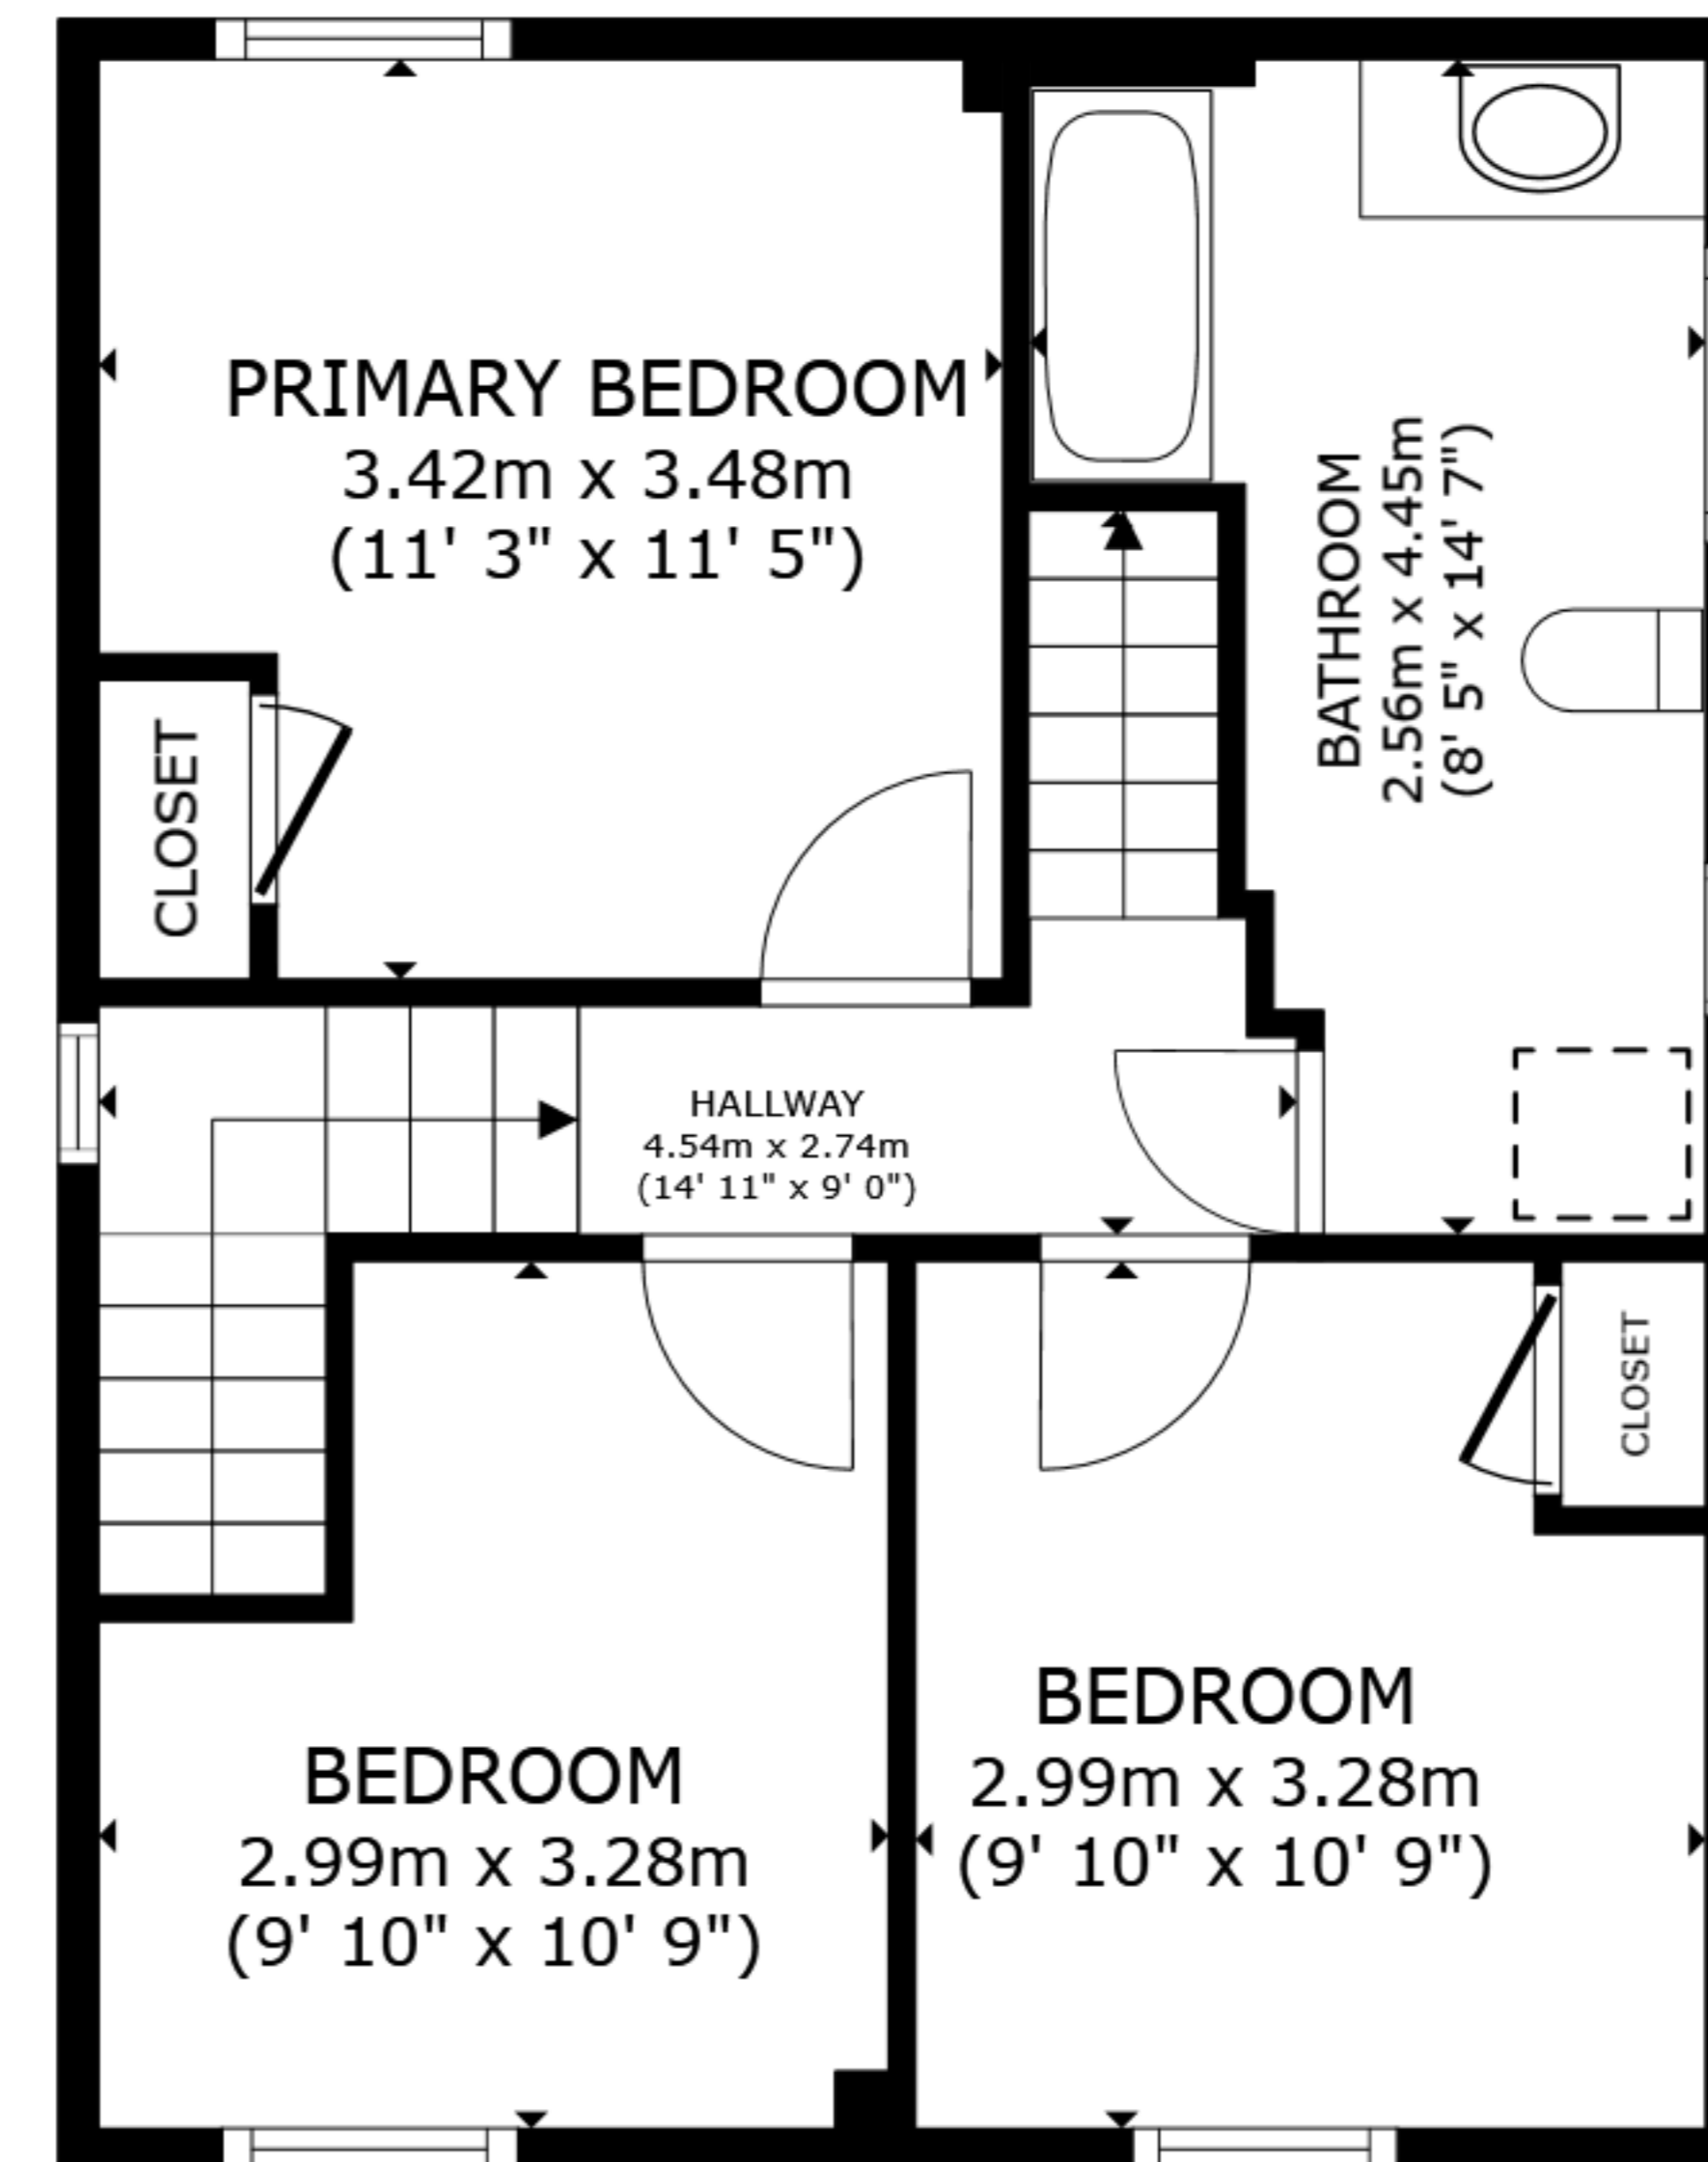 PRIMARY BEDROOM
3.42m x 3.48m
(11' 3" x 11' 5")
BATHROOM
2.56m x 4.45m
(8' 5" x 14' 7")
CLOSET
HALLWAY
4.54m x 2.74m
(14' 11" x 9' 0")
CLOSET
BEDROOM
2.99m x 3.28m
(9' 10" x 10' 9")
BEDROOM
2.99m x 3.28m
(9' 10" x 10' 9")